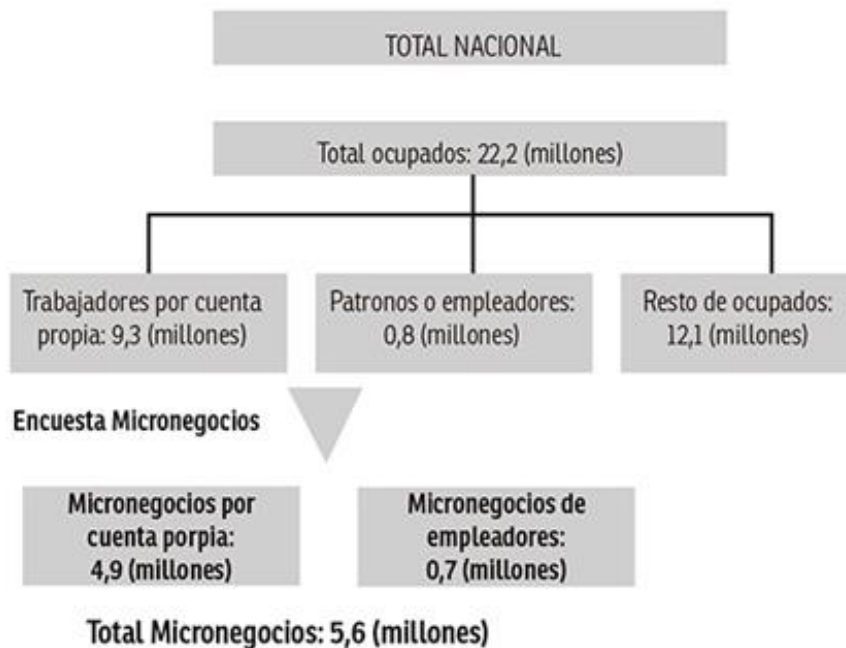 TOTAL NACIONAL
Total ocupados: 22,2 (millones)
Trabajadores por cuenta
propia: 9,3 (millones)
Patronos o empleadores:
0,8 (millones)
Resto de ocupados:
12,1 (millones)
Encuesta Micronegocios
Micronegocios por
cuenta porpia:
4,9 (millones)
Micronegocios de
empleadores:
0,7 (millones)
Total Micronegocios: 5,6 (millones)